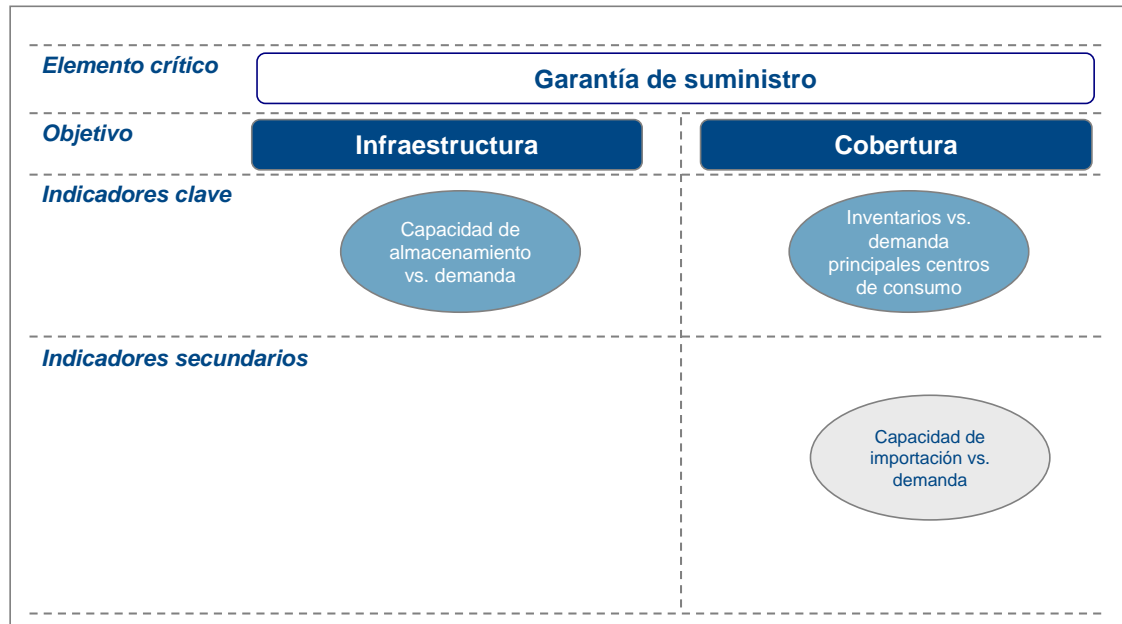 Elemento crítico
Garantía de suministro
Objetivo
Infraestructura
Cobertura
Indicadores clave
Capacidad de
almacenamiento
vs. demanda
Inventarios vs.
demanda
principales centros
de consumo
Indicadores secundarios
Capacidad de
importación vs.
demanda